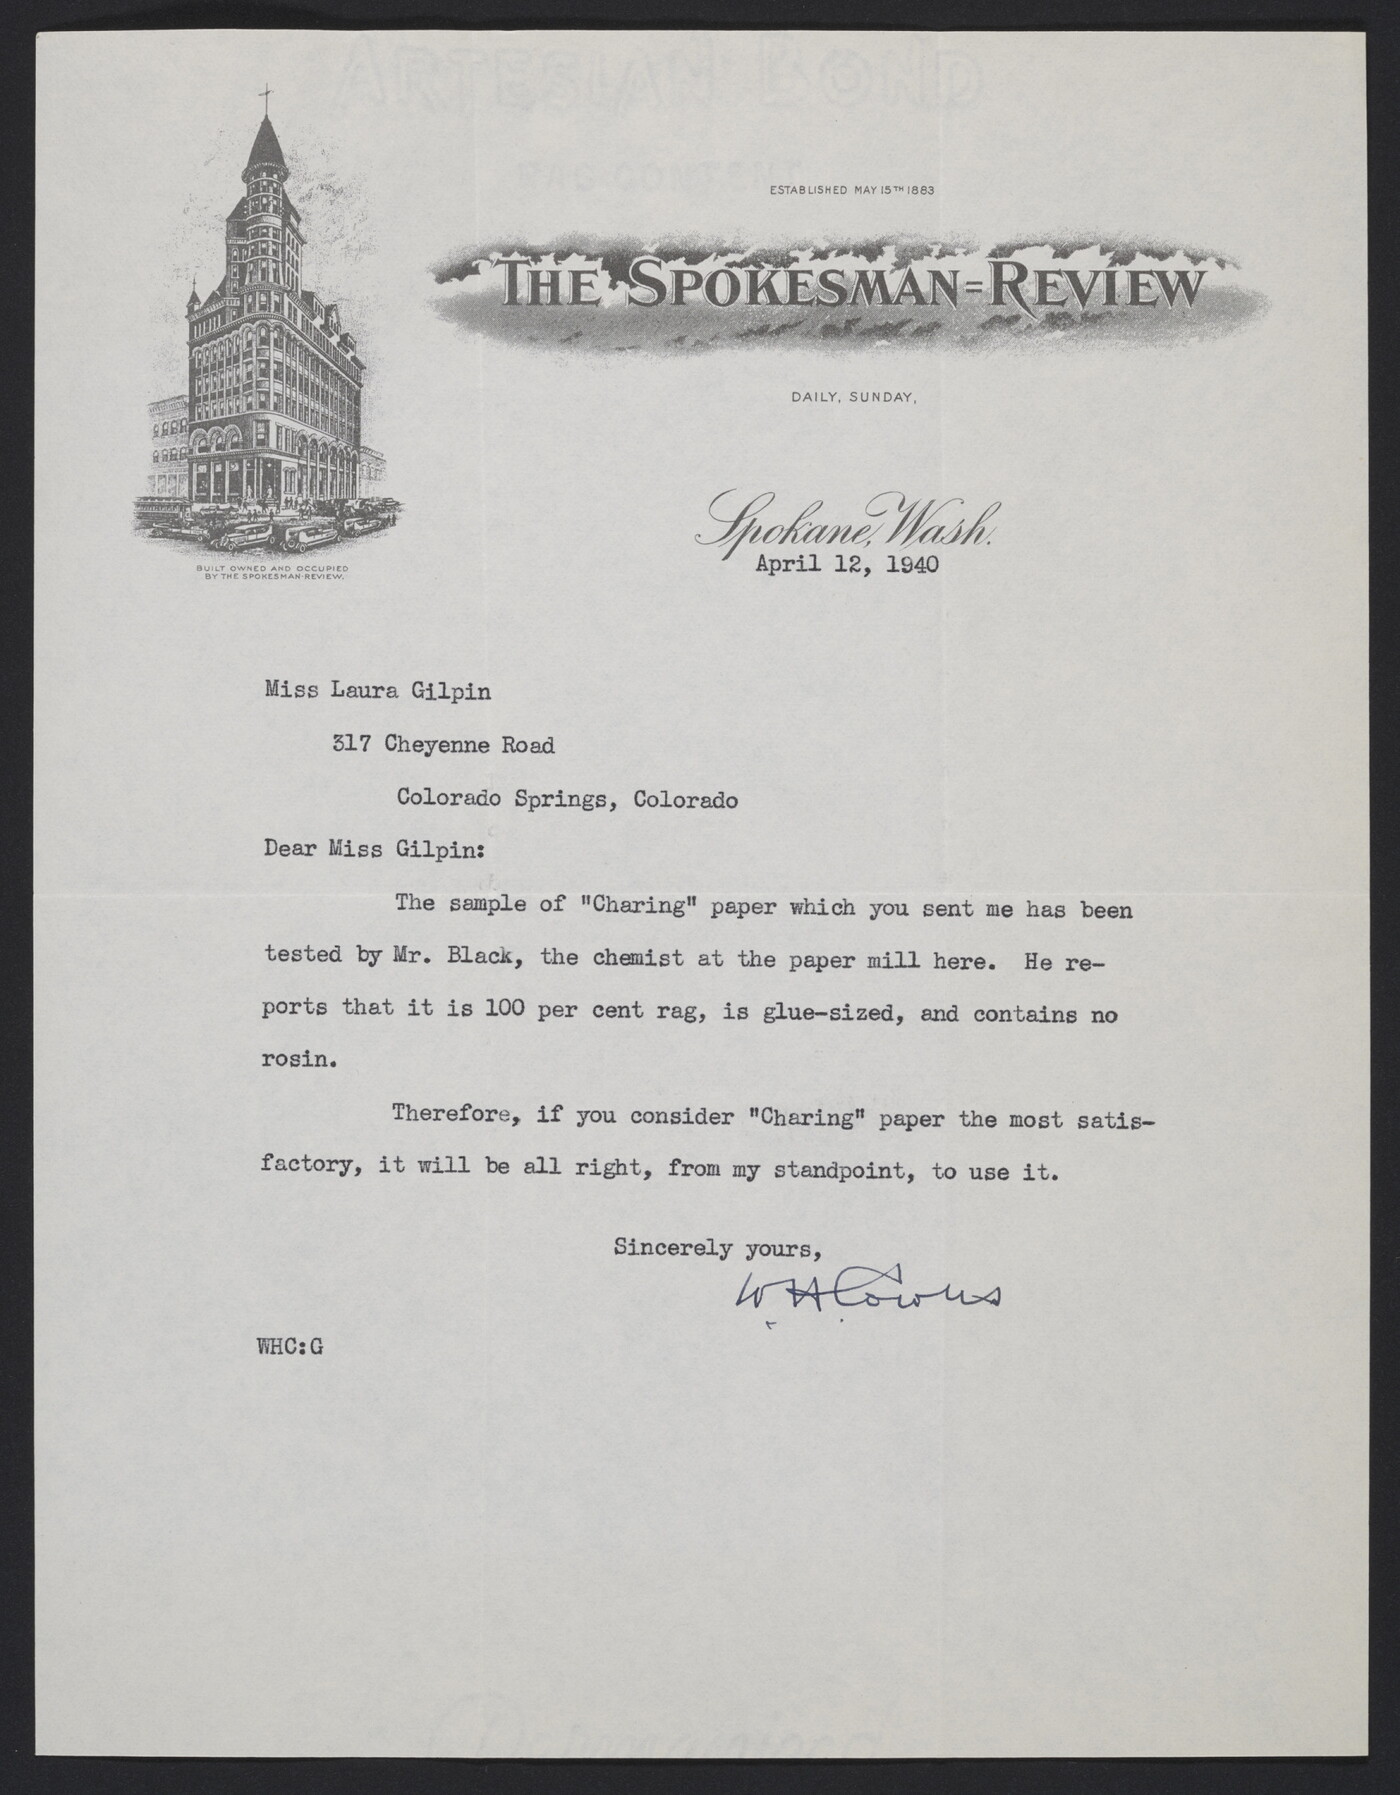 ARTESIAN BOND
RAG CONTENT
ESTABLISHED MAY 15TH 1883
THE SPOKESMAN=REVIEW
DAILY, SUNDAY,
Spokane, Wash.
April 12, 1940
BUILT OWNED AND OCCUPIED
BY THE SPOKESMAN-REVIEW.
Miss Laura Gilpin
317 Cheyenne Road
Colorado Springs, Colorado
Dear Miss Gilpin:
The sample of "Charing" paper which you sent me has been
tested by Mr. Black, the chemist at the paper mill here. He re-
ports that it is 100 per cent rag, is glue-sized, and contains no
rosin.
Therefore, if you consider "Charing" paper the most satis-
factory, it will be all right, from my standpoint, to use it.
Sincerely yours,
W. H. Cowles
WHC:G